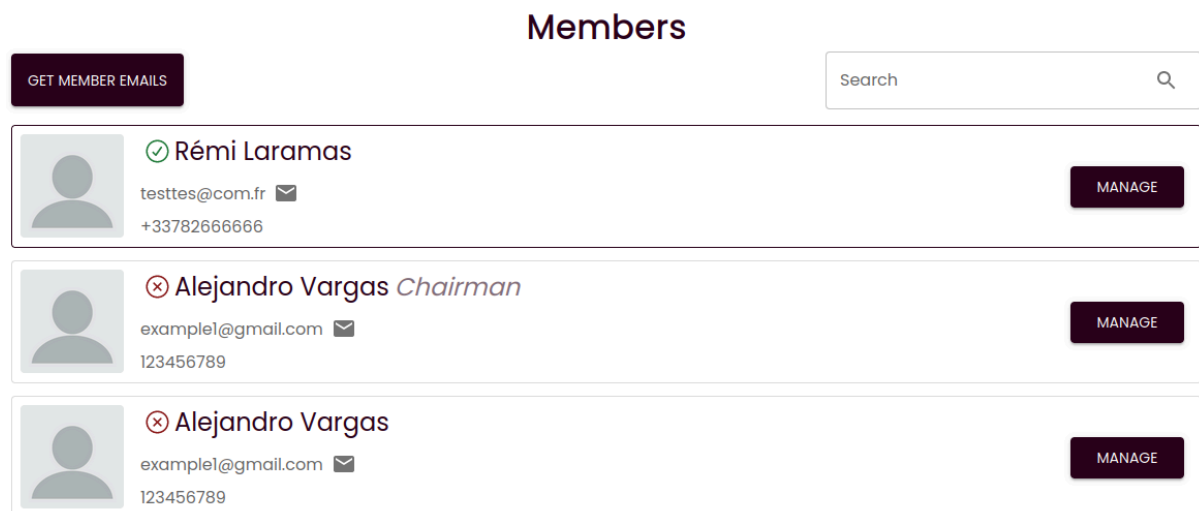 Members
GET MEMBER EMAILS
Search
Rémi Laramas
testtes@com.fr
+33782666666
MANAGE
Alejandro Vargas Chairman
example1@gmail.com
123456789
MANAGE
Alejandro Vargas
example1@gmail.com
123456789
MANAGE